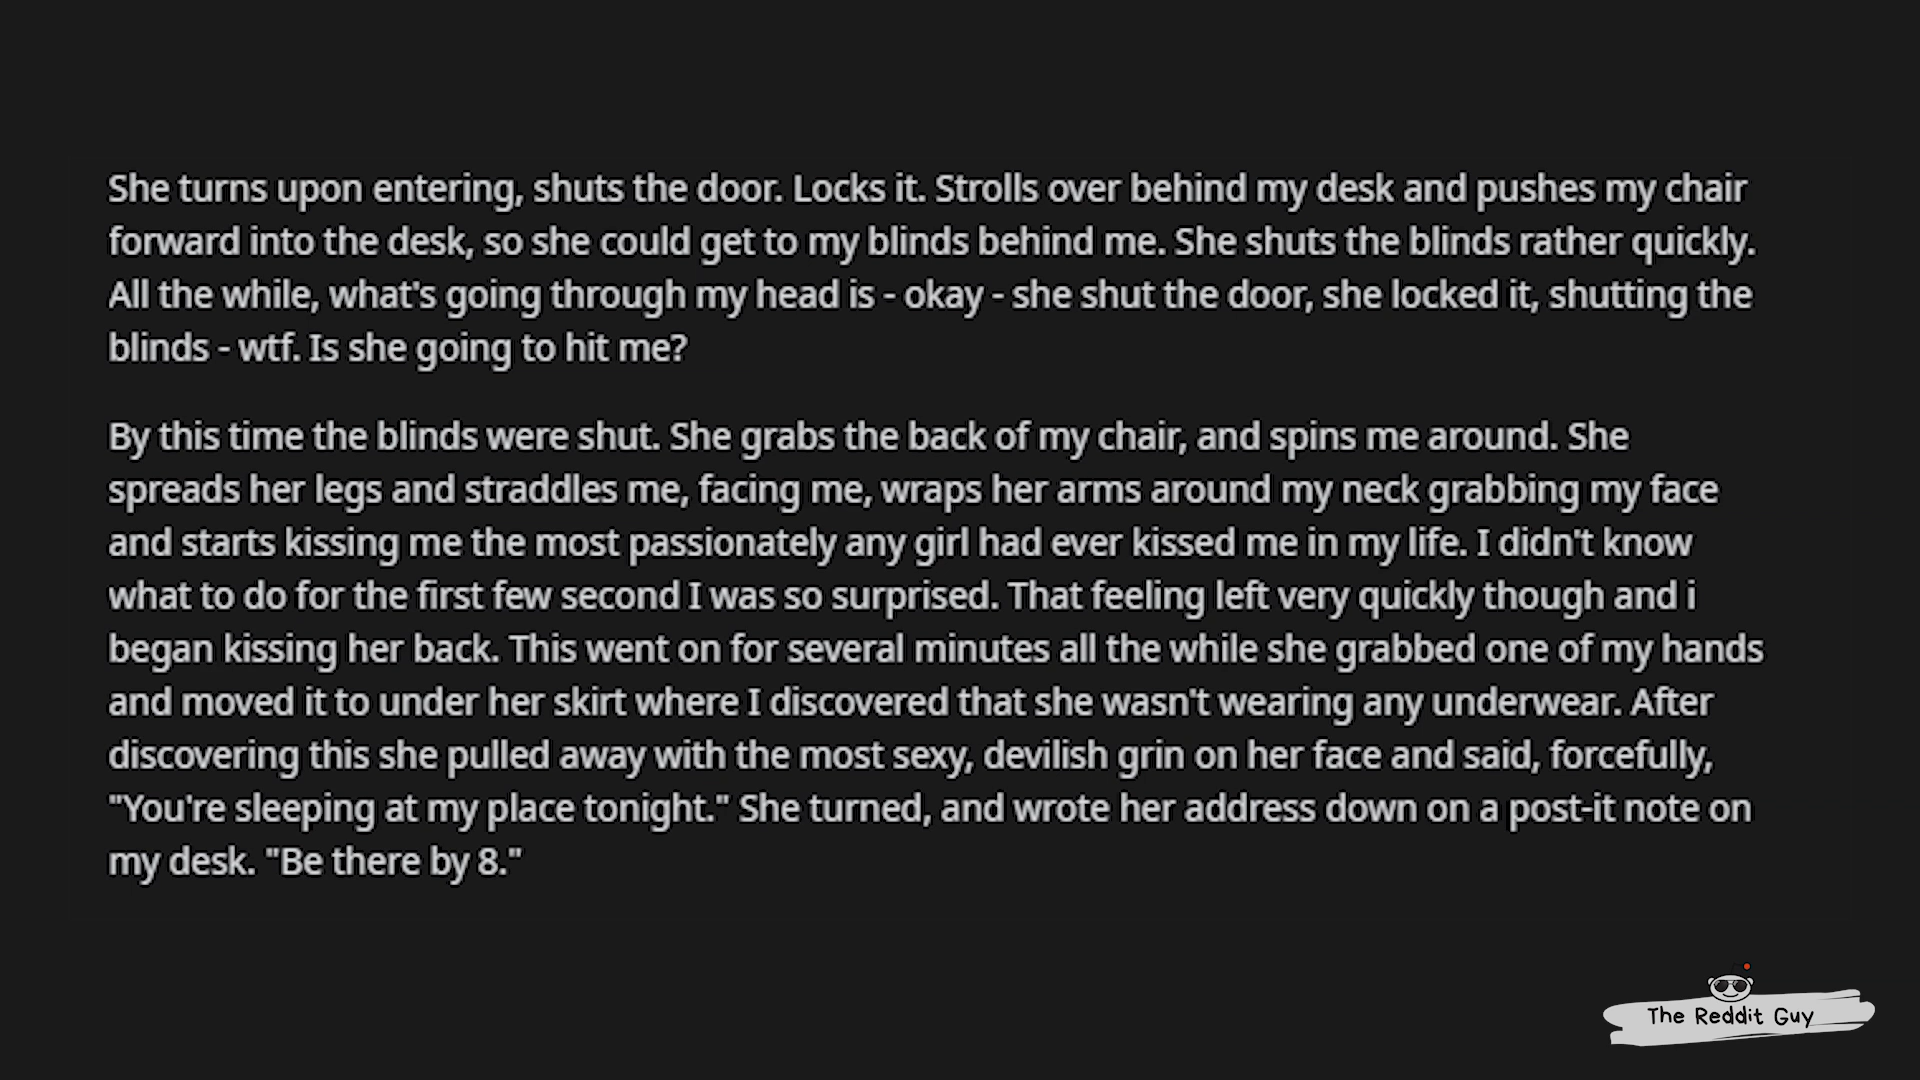 She turns upon entering, shuts the door. Locks it. Strolls over behind my desk and pushes my chair
forward into the desk, so she could get to my blinds behind me. She shuts the blinds rather quickly.
All the while, what's going through my head is - okay - she shut the door, she locked it, shutting the
blinds - wtf. Is she going to hit me?
By this time the blinds were shut. She grabs the back of my chair, and spins me around. She
spreads her legs and straddles me, facing me, wraps her arms around my neck grabbing my face
and starts kissing me the most passionately any girl had ever kissed me in my life. I didn't know
what to do for the first few second I was so surprised. That feeling left very quickly though and i
began kissing her back. This went on for several minutes all the while she grabbed one of my hands
and moved it to under her skirt where I discovered that she wasn't wearing any underwear. After
discovering this she pulled away with the most sexy, devilish grin on her face and said, forcefully,
"You're sleeping at my place tonight." She turned, and wrote her address down on a post-it note on
my desk. "Be there by 8."
The Reddit Guy